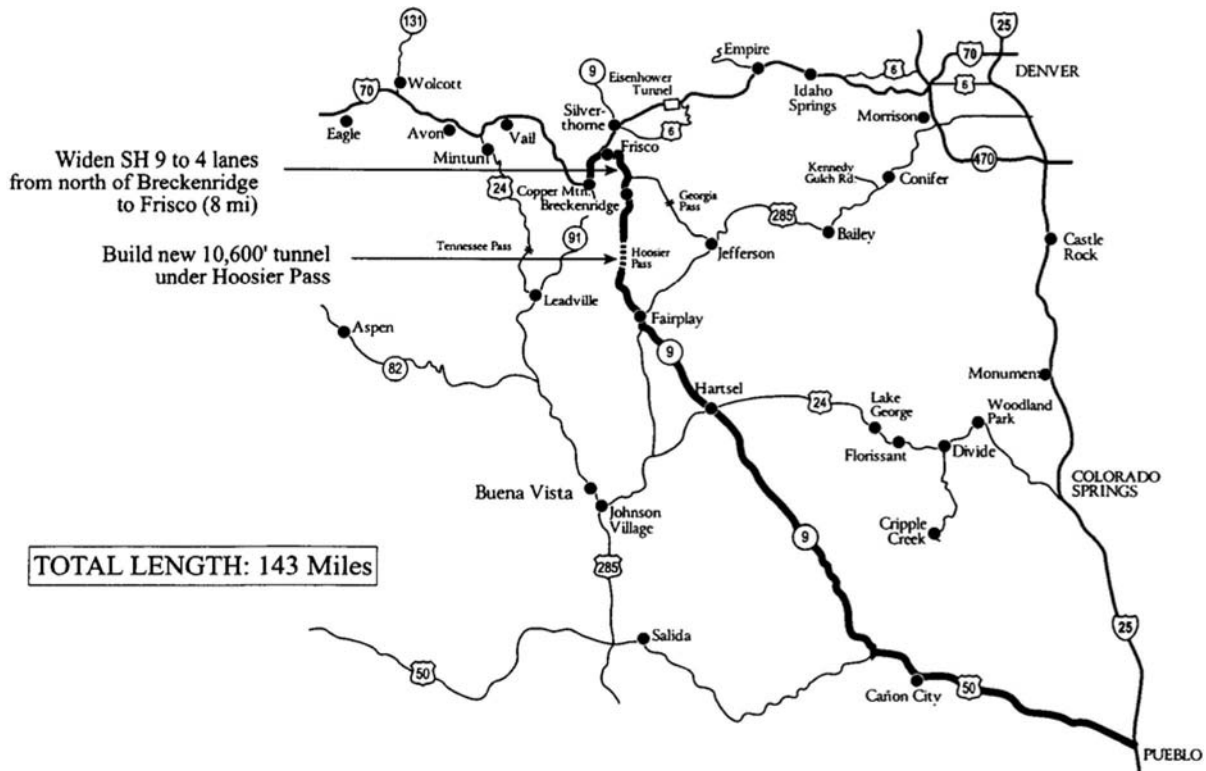 131
25
Empire
70
DENVER
9
Eisenhower
Tunnel
6
6
Wolcott
70
Idaho
Springs
Silver-
thorne
6
Morrison
Eagle
Avon
Vail
Frisco
470
Minturn
Widen SH 9 to 4 lanes
from north of Breckenridge
to Frisco (8 mi)
24
Copper Mtn.
Breckenridge
Georgia
Pass
Kennedy
Gulch Rd.
Conifer
285
Bailey
91
Tennessee Pass
Hoosier
Pass
Jefferson
Castle
Rock
Build new 10,600' tunnel
under Hoosier Pass
Leadville
Fairplay
Aspen
82
9
Hartsel
Monument
24
Lake
George
Woodland
Park
Florissant
Divide
Buena Vista
Johnson
Village
COLORADO
SPRINGS
Cripple
Creek
9
TOTAL LENGTH: 143 Miles
285
25
Salida
50
Cañon City
50
PUEBLO